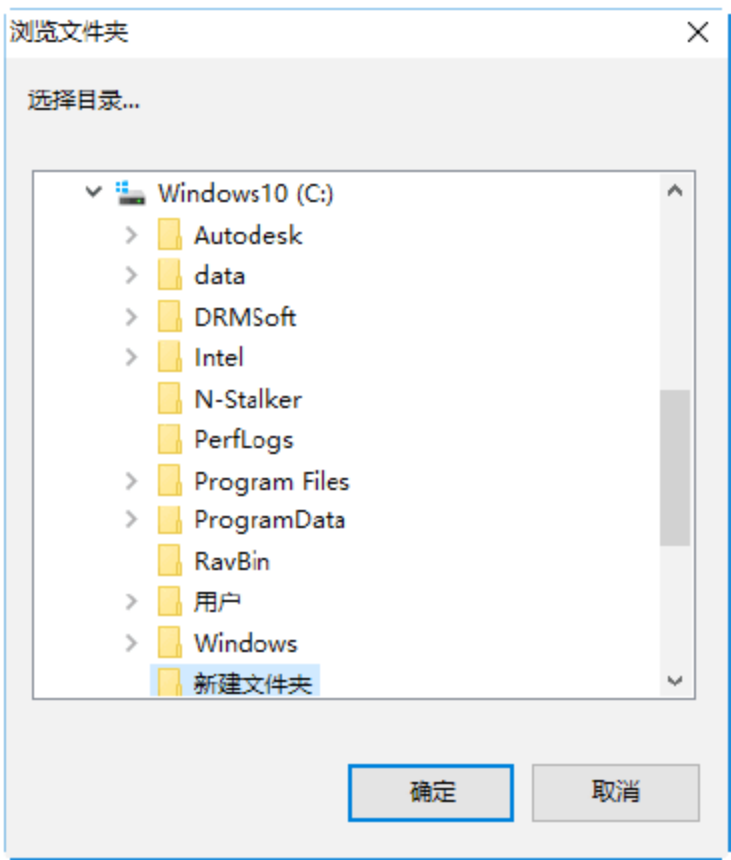 浏览文件夹
选择目录...
Windows10 (C:)
Autodesk
data
DRMSoft
Intel
N-Stalker
PerfLogs
Program Files
ProgramData
RavBin
用户
Windows
新建文件夹
确定
取消